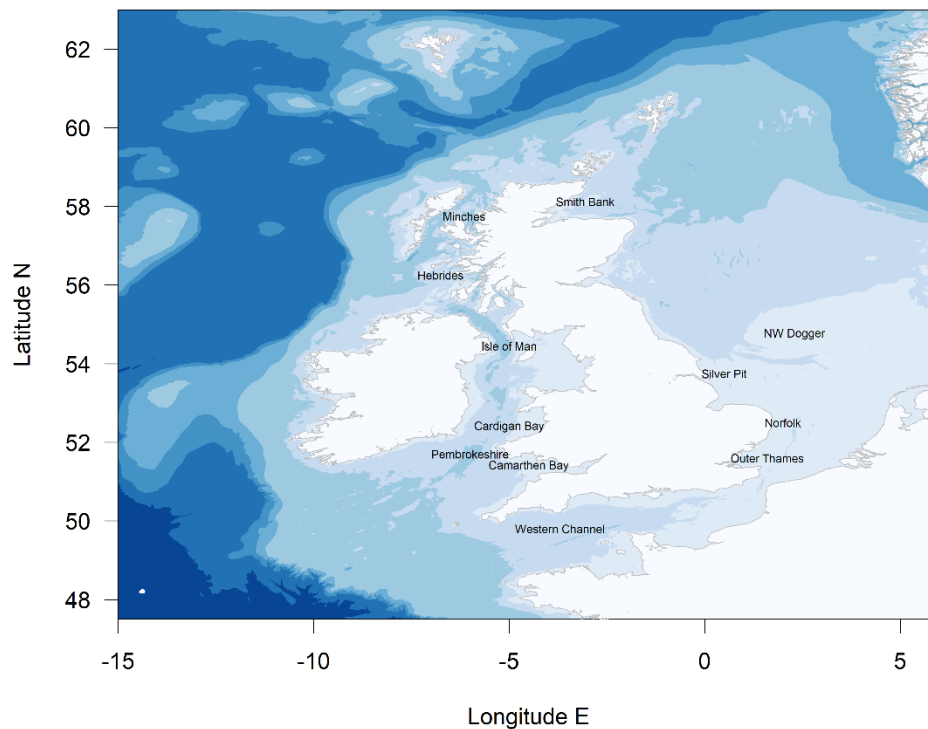 62
60
58
56
54
52
50
48
Latitude N
Minches
Smith Bank
Hebrides
NW Dogger
Isle of Man
Silver Pit
Cardigan Bay
Norfolk
Pembrokeshire
Outer Thames
Camarthen Bay
Western Channel
-15
-10
-5
0
5
Longitude E